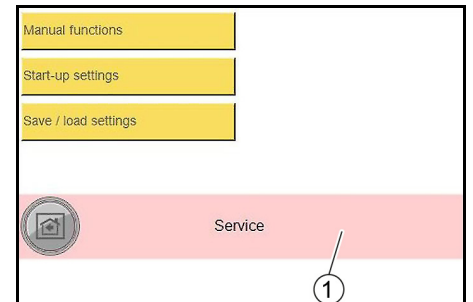 Manual functions
Start-up settings
Save / load settings
Service
1